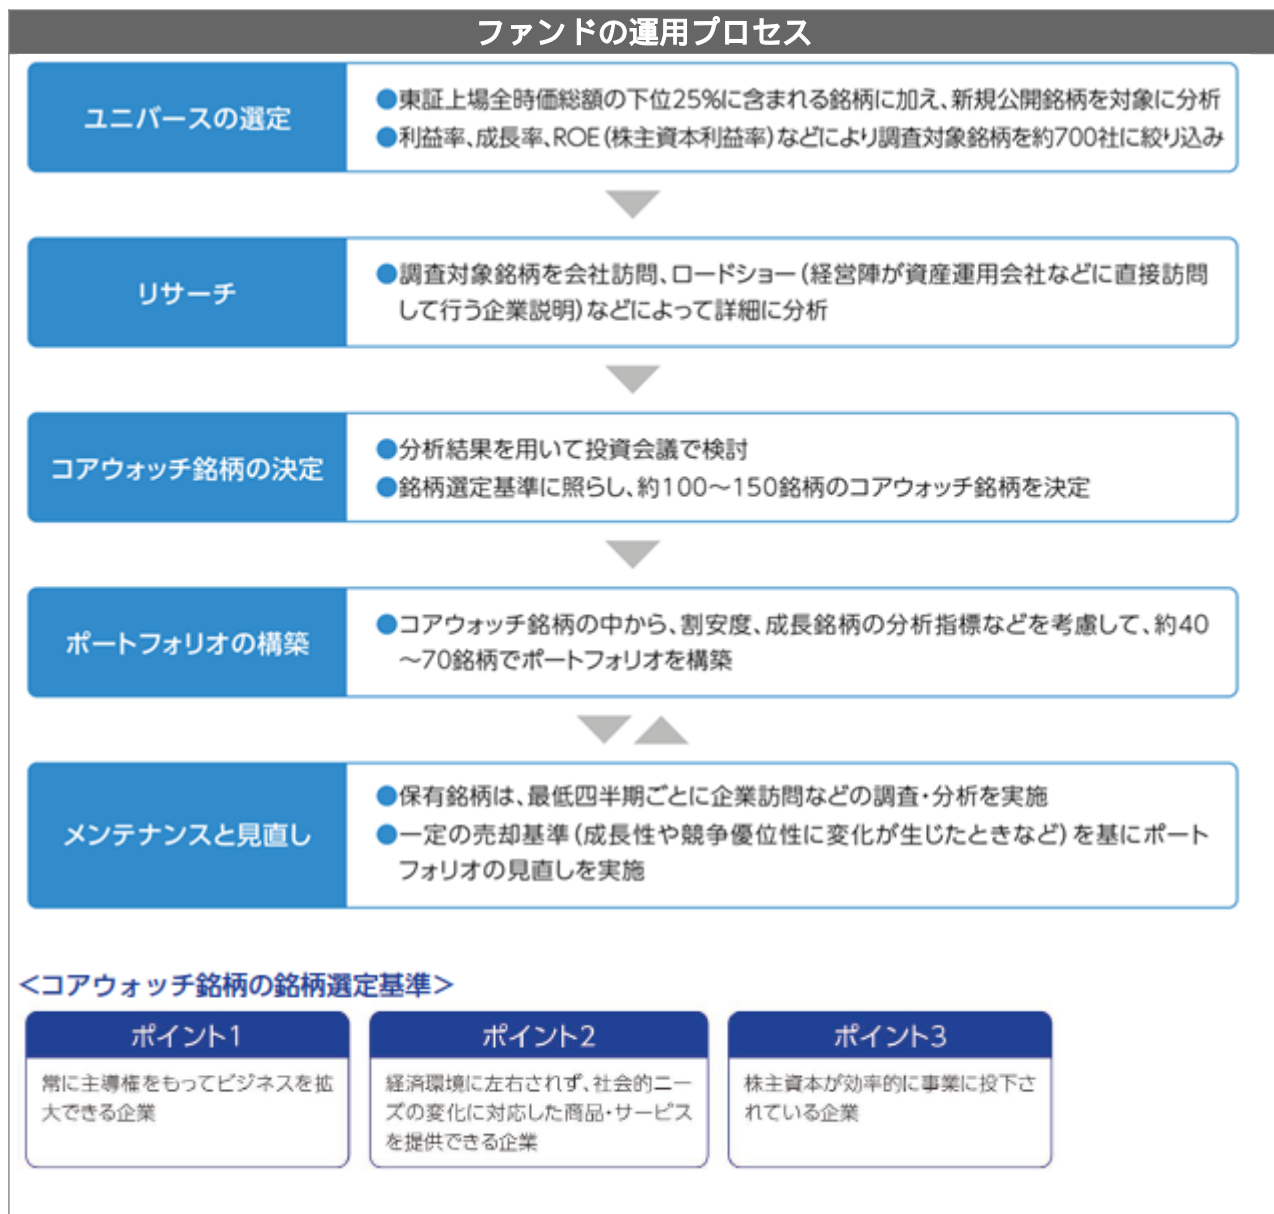 ファンドの運用プロセス
ユニバースの選定
●東証上場全時価総額の下位25%に含まれる銘柄に加え、新規公開銘柄を対象に分析
●利益率、成長率、ROE(株主資本利益率)などにより調査対象銘柄を約700社に絞り込み
リサーチ
●調査対象銘柄を会社訪問、ロードショー(経営陣が資産運用会社などに直接訪問
して行う企業説明)などによって詳細に分析
コアウォッチ銘柄の決定
●分析結果を用いて投資会議で検討
●銘柄選定基準に照らし、約100～150銘柄のコアウォッチ銘柄を決定
ポートフォリオの構築
●コアウォッチ銘柄の中から、割安度、成長銘柄の分析指標などを考慮して、約40
～70銘柄でポートフォリオを構築
メンテナンスと見直し
●保有銘柄は、最低四半期ごとに企業訪問などの調査・分析を実施
●一定の売却基準(成長性や競争優位性に変化が生じたときなど)を基にポート
フォリオの見直しを実施
＜コアウォッチ銘柄の銘柄選定基準＞
ポイント1
常に主導権をもってビジネスを拡
大できる企業
ポイント2
経済環境に左右されず、社会的ニー
ズの変化に対応した商品・サービス
を提供できる企業
ポイント3
株主資本が効率的に事業に投下さ
れている企業